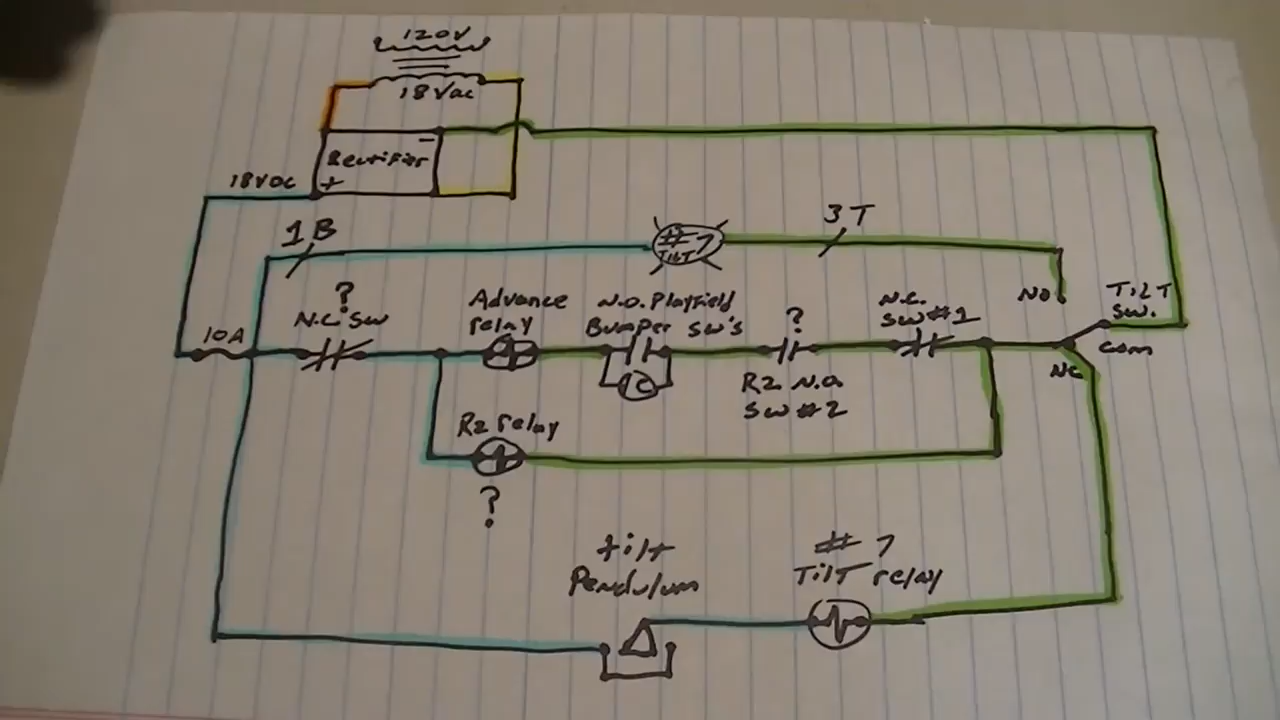 120V
18Vac
-
Rectifier
18VDC
+
1B
#7
TILT
3T
?
N.C. SW
Advance
relay
N.O. Playfield
Bumper SW's
C
?
R2 N.O.
SW #2
N.C.
SW #1
NO
TILT
SW.
com
NC
10A
R2 relay
?
tilt
Pendulum
# 7
TILT relay